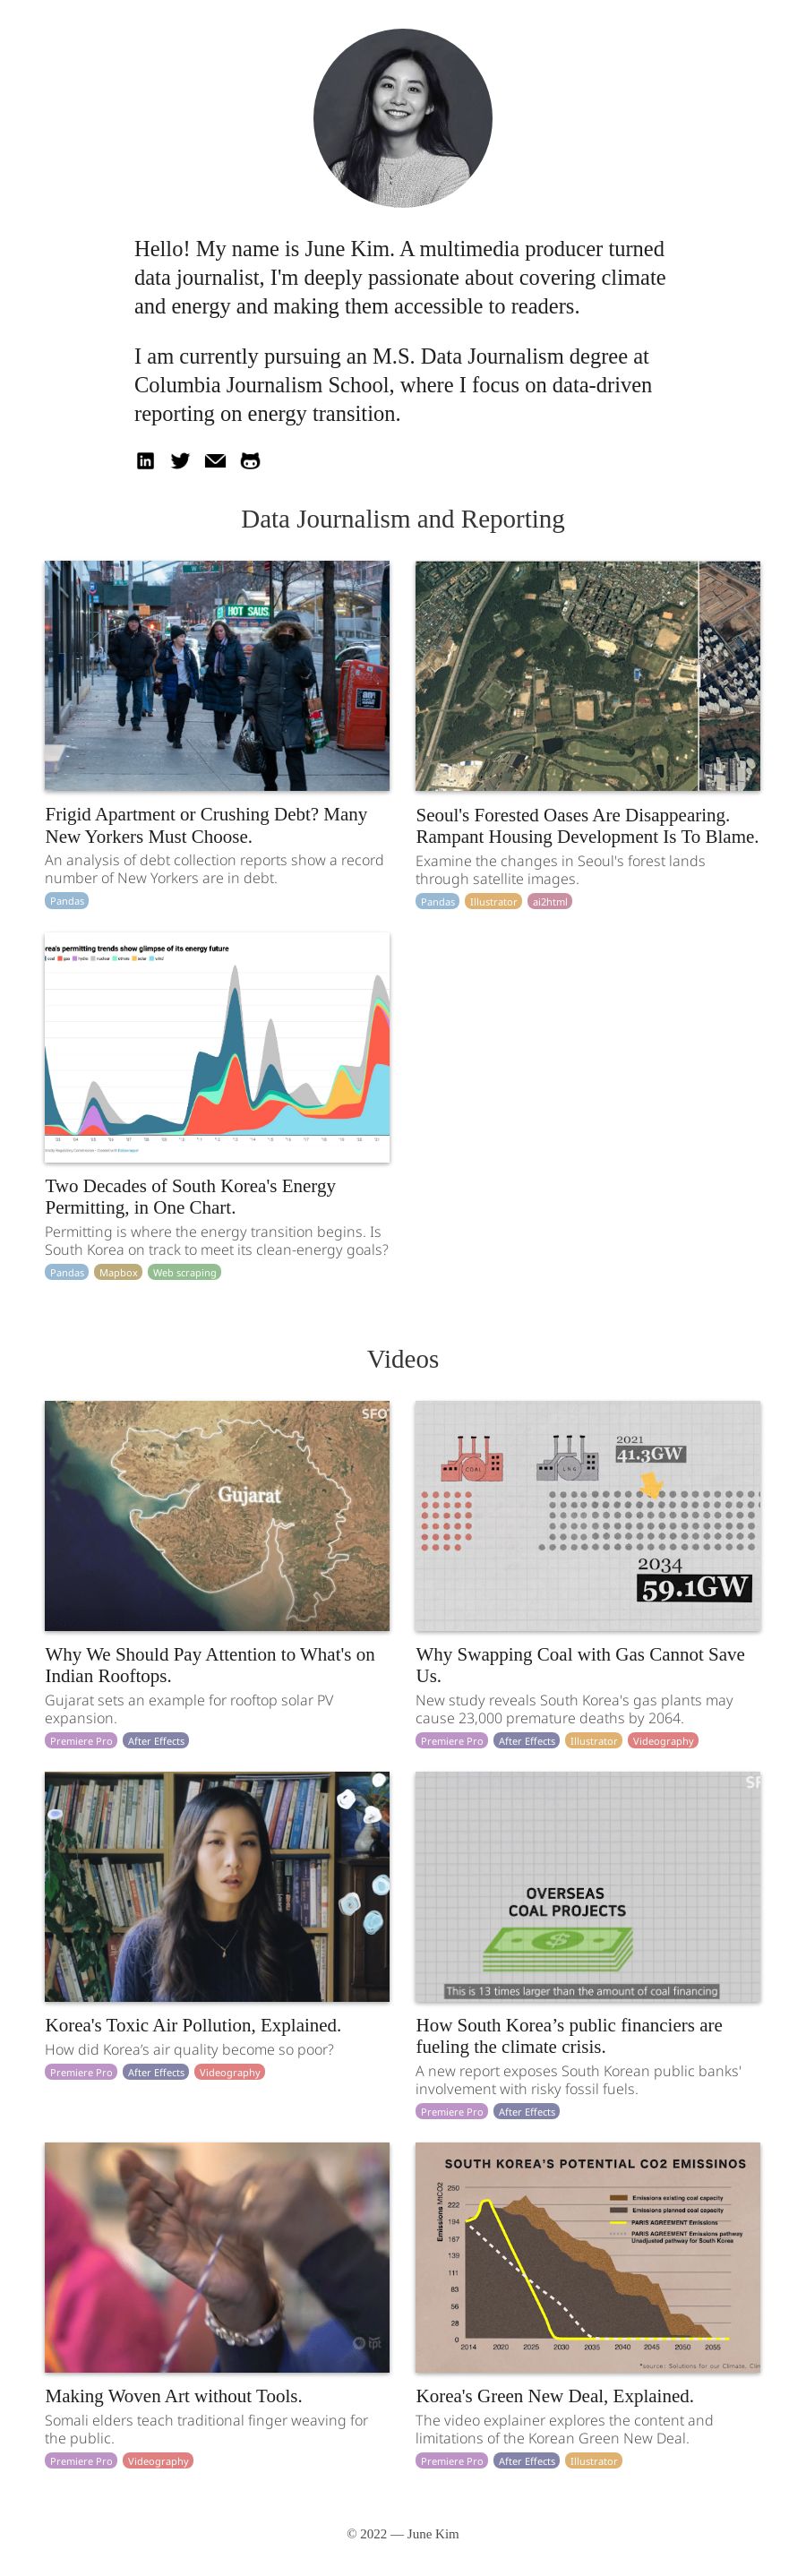 Hello! My name is June Kim. A multimedia producer turned
data journalist, I'm deeply passionate about covering climate
and energy and making them accessible to readers.
I am currently pursuing an M.S. Data Journalism degree at
Columbia Journalism School, where I focus on data-driven
reporting on energy transition.
in
Data Journalism and Reporting
HOT SAUS
Frigid Apartment or Crushing Debt? Many
New Yorkers Must Choose.
An analysis of debt collection reports show a record
number of New Yorkers are in debt.
Pandas
Seoul's Forested Oases Are Disappearing.
Rampant Housing Development Is To Blame.
Examine the changes in Seoul's forest lands
through satellite images.
Pandas Illustrator ai2html
rea's permitting trends show glimpse of its energy future
Two Decades of South Korea's Energy
Permitting, in One Chart.
Permitting is where the energy transition begins. Is
South Korea on track to meet its clean-energy goals?
Pandas Mapbox Web scraping
Videos
SFO
Gujarat
Why We Should Pay Attention to What's on
Indian Rooftops.
Gujarat sets an example for rooftop solar PV
expansion.
Premiere Pro After Effects
COAL
LNG
2021
41.3GW
2034
59.1GW
Why Swapping Coal with Gas Cannot Save
Us.
New study reveals South Korea's gas plants may
cause 23,000 premature deaths by 2064.
Premiere Pro After Effects Illustrator Videography
Korea's Toxic Air Pollution, Explained.
How did Korea's air quality become so poor?
Premiere Pro After Effects Videography
OVERSEAS
COAL PROJECTS
$
This is 13 times larger than the amount of coal financing
How South Korea’s public financiers are
fueling the climate crisis.
A new report exposes South Korean public banks'
involvement with risky fossil fuels.
Premiere Pro After Effects
Making Woven Art without Tools.
Somali elders teach traditional finger weaving for
the public.
Premiere Pro Videography
SOUTH KOREA'S POTENTIAL CO2 EMISSINOS
Emissions MtCO2
250
222
194
167
139
111
83
56
28
0
2014 2020 2025 2030 2035 2040 2045 2050 2055
Emissions existing coal capacity
Emissions planned coal capacity
PARIS AGREEMENT Emissions
PARIS AGREEMENT Emissions pathway
Unadjusted pathway for South Korea
*source: Solutions for our Climate, Cli
Korea's Green New Deal, Explained.
The video explainer explores the content and
limitations of the Korean Green New Deal.
Premiere Pro After Effects Illustrator
© 2022 — June Kim